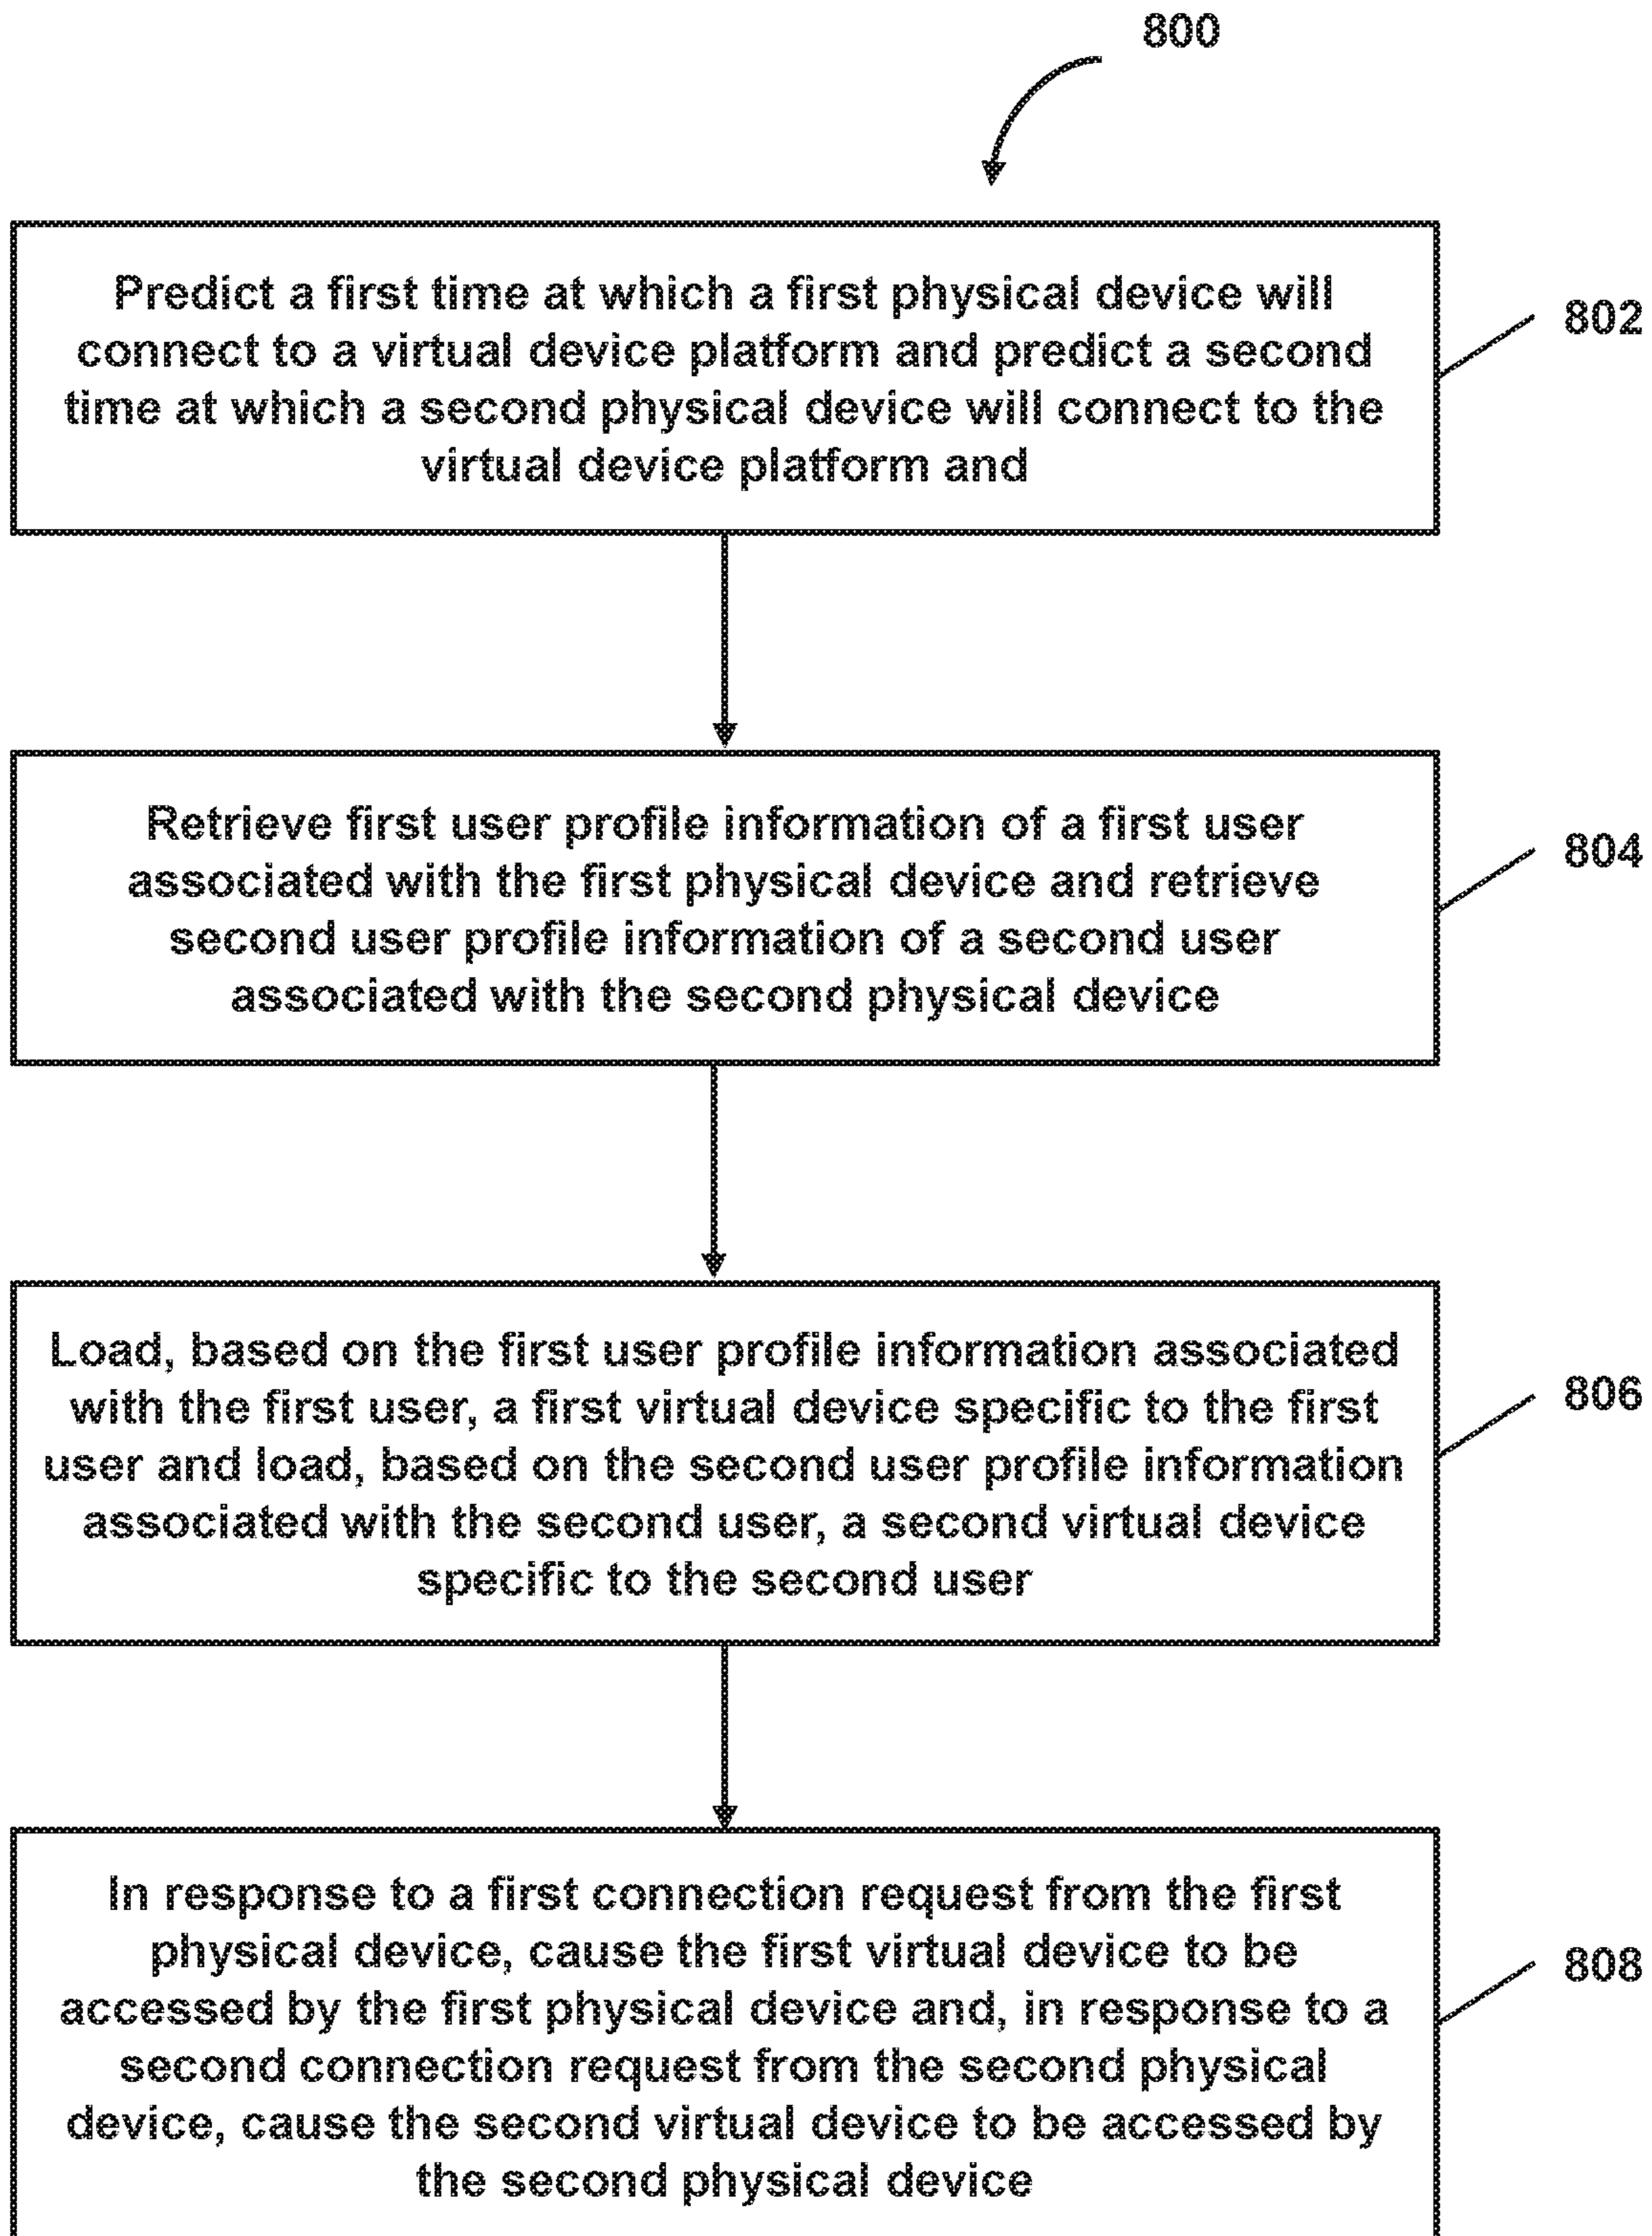 800
Predict a first time at which a first physical device will
connect to a virtual device platform and predict a second
time at which a second physical device will connect to the
virtual device platform and
802
Retrieve first user profile information of a first user
associated with the first physical device and retrieve
second user profile information of a second user
associated with the second physical device
804
Load, based on the first user profile information associated
with the first user, a first virtual device specific to the first
user and load, based on the second user profile information
associated with the second user, a second virtual device
specific to the second user
806
In response to a first connection request from the first
physical device, cause the first virtual device to be
accessed by the first physical device and, in response to a
second connection request from the second physical
device, cause the second virtual device to be accessed by
the second physical device
808